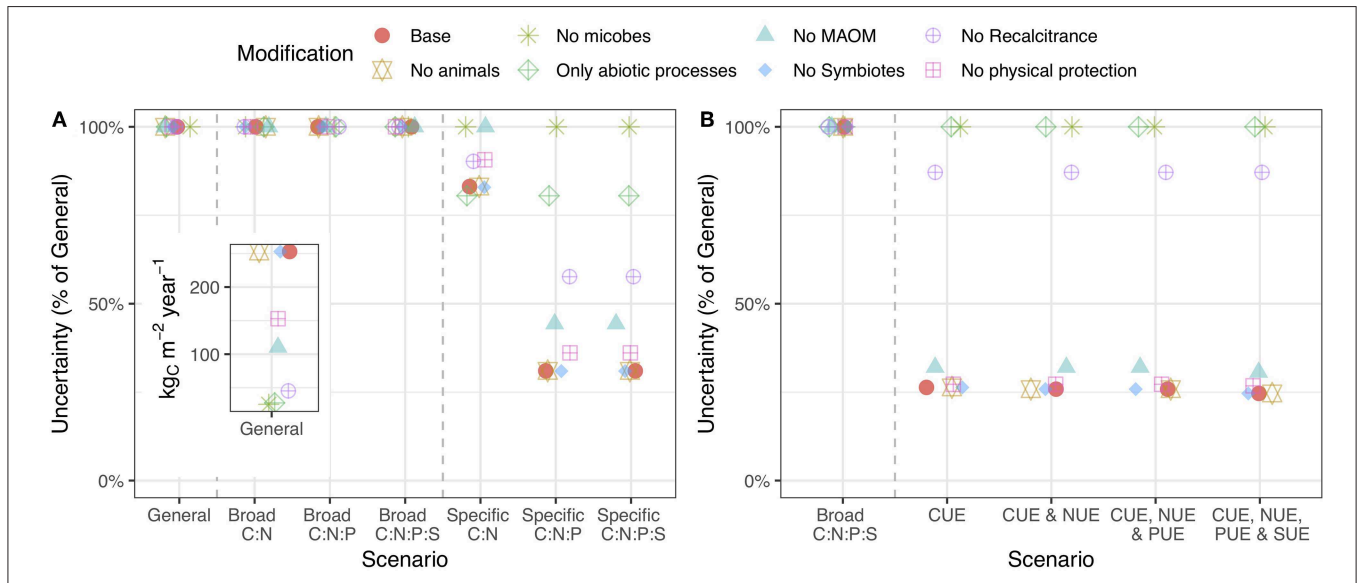 Modification
Base
No micobes
No MAOM
No Recalcitrance
No animals
Only abiotic processes
No Symbiotes
No physical protection
A
Uncertainty (% of General)
100%
50%
0%
kgC m−2 year−1
200
100
General
General
Broad
C:N
Broad
C:N:P
Broad
C:N:P:S
Specific
C:N
Specific
C:N:P
Specific
C:N:P:S
Scenario
B
Uncertainty (% of General)
100%
50%
0%
Broad
C:N:P:S
CUE
CUE & NUE
CUE, NUE
& PUE
CUE, NUE,
PUE & SUE
Scenario